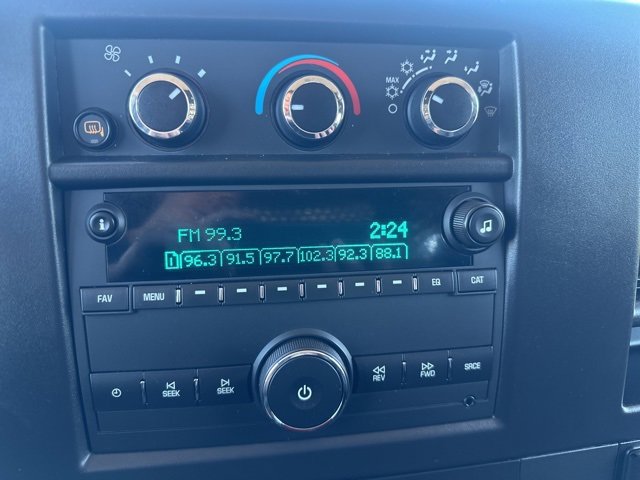 MAX
i
FM 99.3 2:24
1 96.3 91.5 97.7 102.3 92.3 88.1
FAV MENU EQ CAT
SEEK SEEK REV FWD SRCE